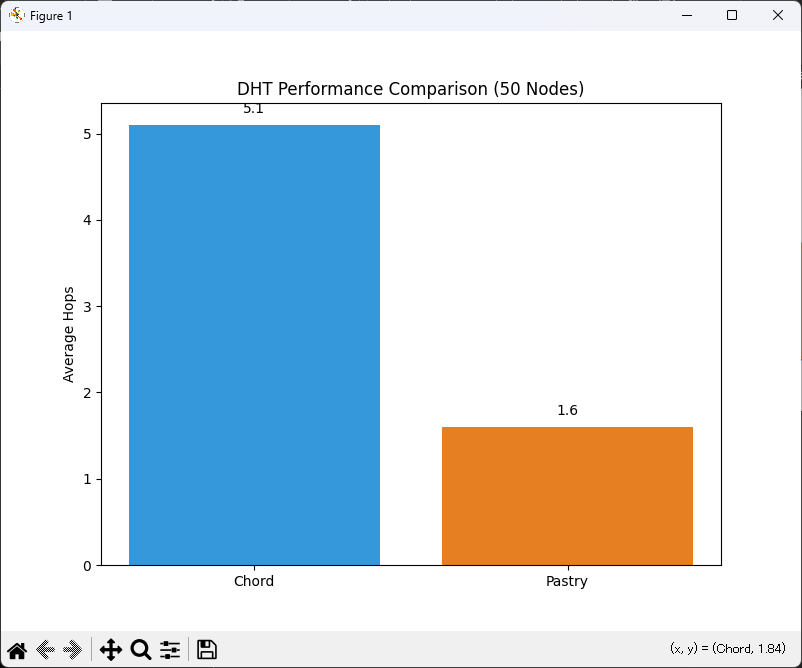 Figure 1
DHT Performance Comparison (50 Nodes)
5.1
5
4
3
2
1
0
Average Hops
1.6
Chord
Pastry
(x, y) = (Chord, 1.84)